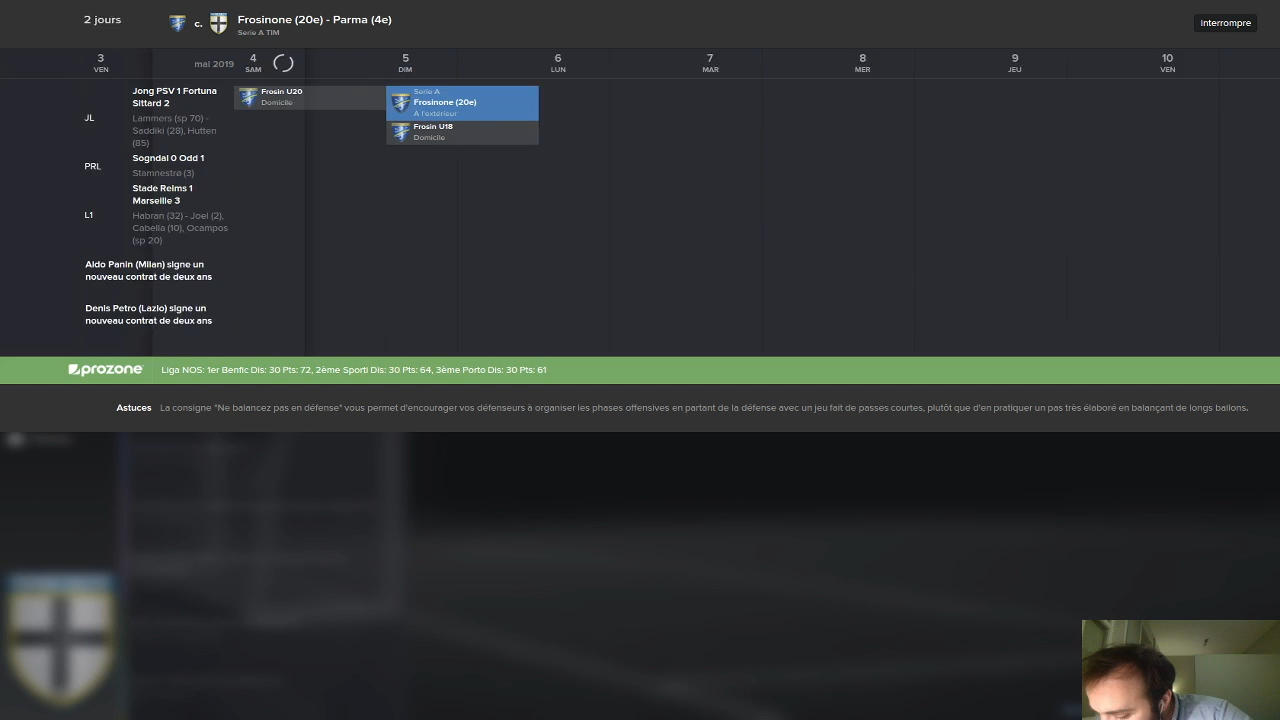 2 jours
c.
Frosinone (20e) - Parma (4e)
Serie A TIM
Interrompre
3
VEN
mai 2019
4
SAM
5
DIM
6
LUN
7
MAR
8
MER
9
JEU
10
VEN
JL
Jong PSV 1 Fortuna
Sittard 2
Lammers (sp 70) -
Saddiki (28), Hutten
(85)
PRL
Sogndal 0 Odd 1
Stamnestrø (3)
L1
Stade Reims 1
Marseille 3
Habran (32) - Joel (2),
Cabella (10), Ocampos
(sp 20)
Aldo Panin (Milan) signe un
nouveau contrat de deux ans
Denis Petro (Lazio) signe un
nouveau contrat de deux ans
Frosin U20
Domicile
Serie A
Frosinone (20e)
A l'extérieur
Frosin U18
Domicile
prozone
Liga NOS: 1er Benfic Dis: 30 Pts: 72, 2ème Sporti Dis: 30 Pts: 64, 3ème Porto Dis: 30 Pts: 61
Astuces
La consigne "Ne balancez pas en défense" vous permet d'encourager vos défenseurs à organiser les phases offensives en partant de la défense avec un jeu fait de passes courtes, plutôt que d'en pratiquer un pas très élaboré en balançant de longs ballons.